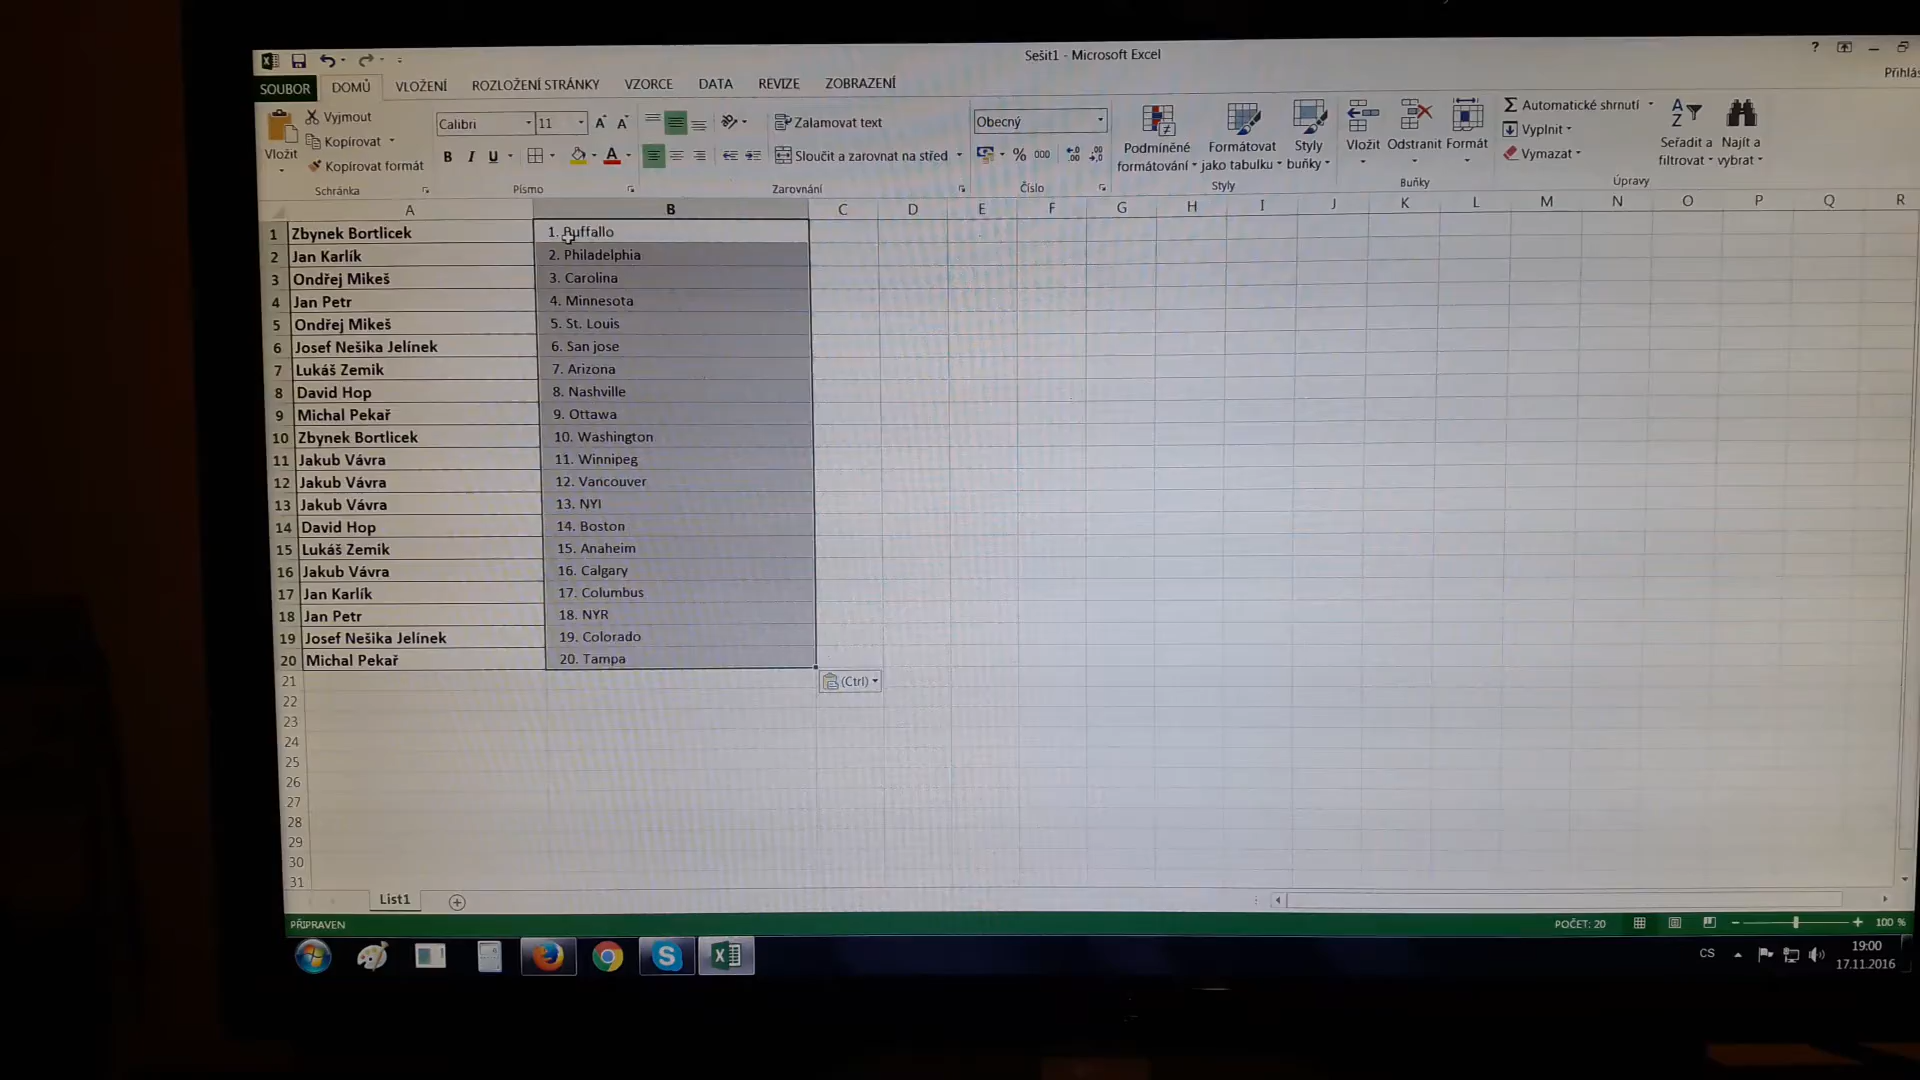 Sešit1 - Microsoft Excel
?
SOUBOR DOMŮ VLOŽENÍ ROZLOŽENÍ STRÁNKY VZORCE DATA REVIZE ZOBRAZENÍ
Vložit
Vyjmout
Kopírovat
Kopírovat formát
Schránka
Calibri 11
B I U
Písmo
Zalamovat text
Sloučit a zarovnat na střed
Zarovnání
Obecný
% 000
Číslo
Podmíněné formátování
Formátovat jako tabulku
Styly buňky
Styly
Vložit Odstranit Formát
Buňky
Automatické shrnutí
Vyplnit
Vymazat
Seřadit a filtrovat
Najít a vybrat
Úpravy
A B C D E F G H I J K L M N O P Q R
1 Zbynek Bortlicek 1. Buffallo
2 Jan Karlík 2. Philadelphia
3 Ondřej Mikeš 3. Carolina
4 Jan Petr 4. Minnesota
5 Ondřej Mikeš 5. St. Louis
6 Josef Nešika Jelínek 6. San jose
7 Lukáš Zemik 7. Arizona
8 David Hop 8. Nashville
9 Michal Pekař 9. Ottawa
10 Zbynek Bortlicek 10. Washington
11 Jakub Vávra 11. Winnipeg
12 Jakub Vávra 12. Vancouver
13 Jakub Vávra 13. NYI
14 David Hop 14. Boston
15 Lukáš Zemik 15. Anaheim
16 Jakub Vávra 16. Calgary
17 Jan Karlík 17. Columbus
18 Jan Petr 18. NYR
19 Josef Nešika Jelínek 19. Colorado
20 Michal Pekař 20. Tampa
21 (Ctrl)
22
23
24
25
26
27
28
29
30
31
List1
PŘIPRAVEN POČET: 20 100 %
CS 19:00
17.11.2016